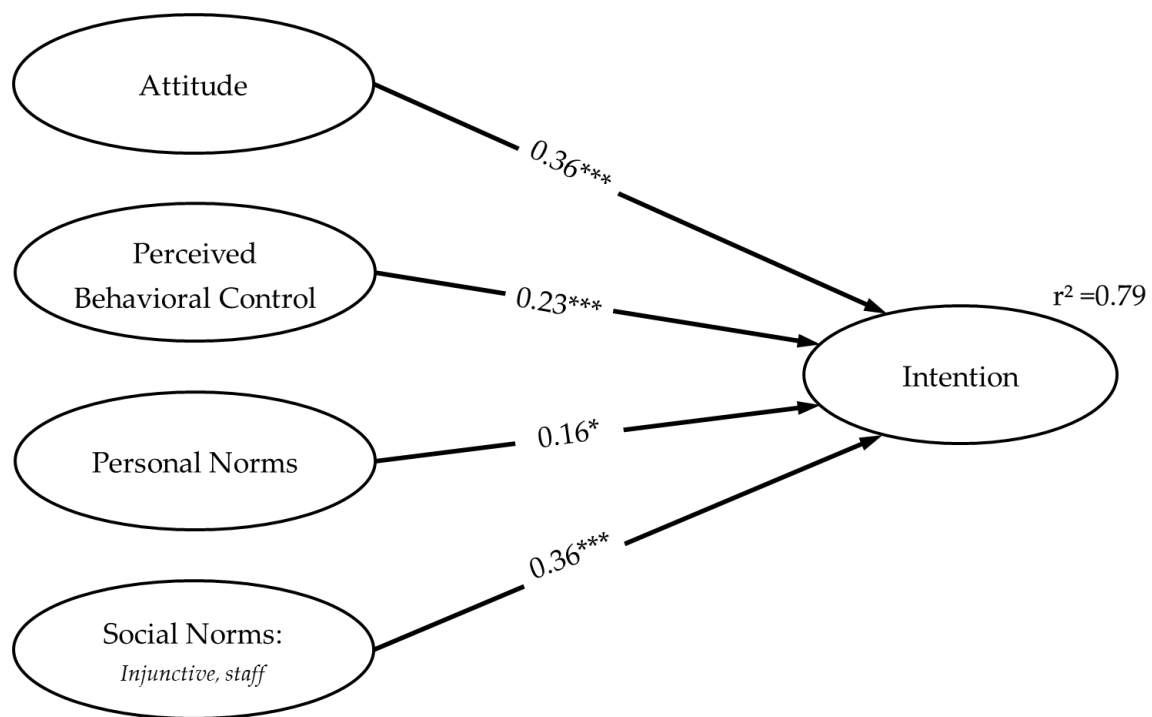 Attitude
0.36***
Perceived
Behavioral Control
0.23***
r² =0.79
Intention
Personal Norms
0.16*
Social Norms:
Injunctive, staff
0.36***